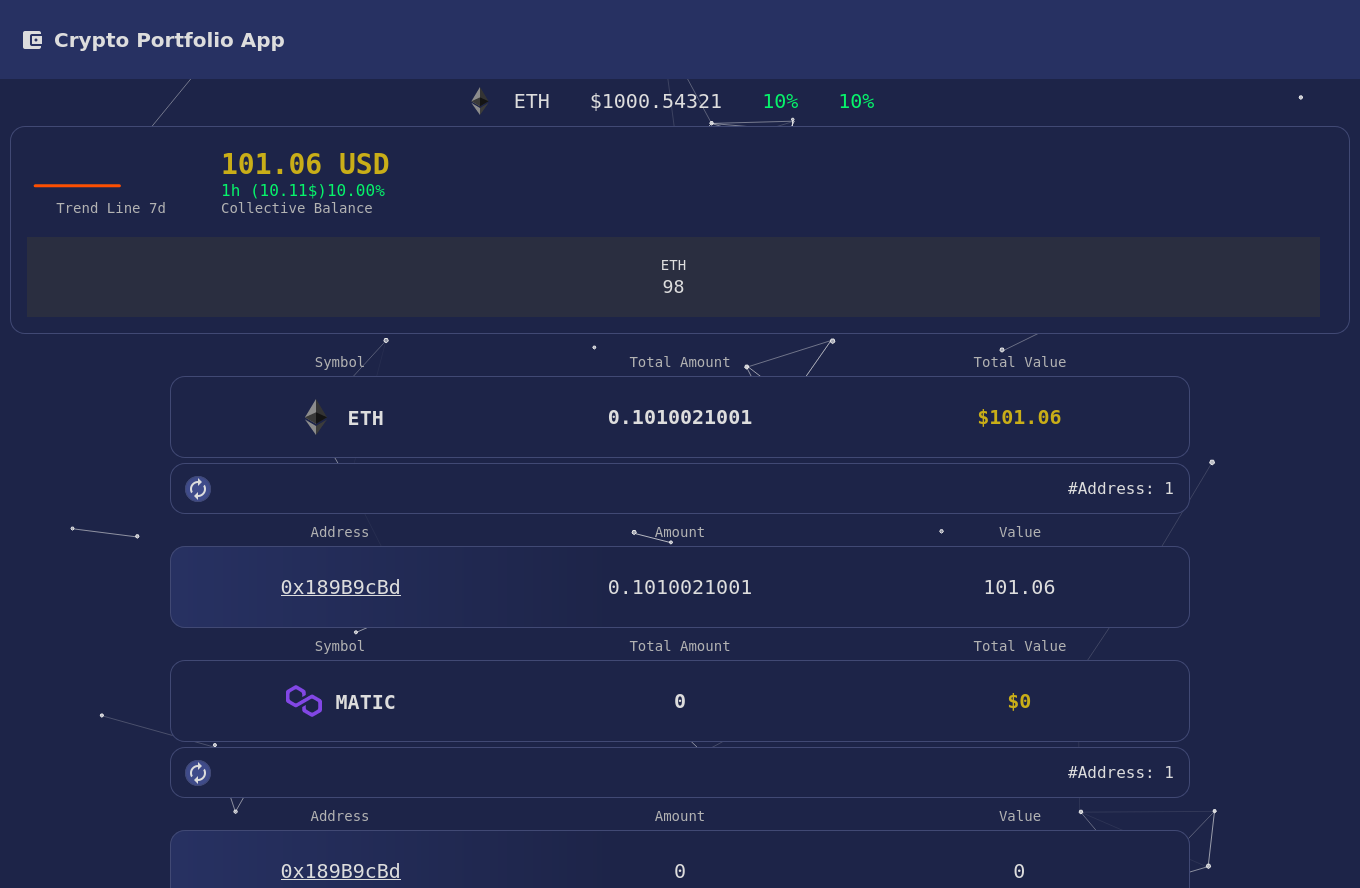 Crypto Portfolio App
ETH $1000.54321 10% 10%
101.06 USD
1h (10.11$)10.00%
Trend Line 7d Collective Balance
ETH
98
Symbol Total Amount Total Value
ETH 0.1010021001 $101.06
#Address: 1
Address Amount Value
0x189B9cBd 0.1010021001 101.06
Symbol Total Amount Total Value
MATIC 0 $0
#Address: 1
Address Amount Value
0x189B9cBd 0 0